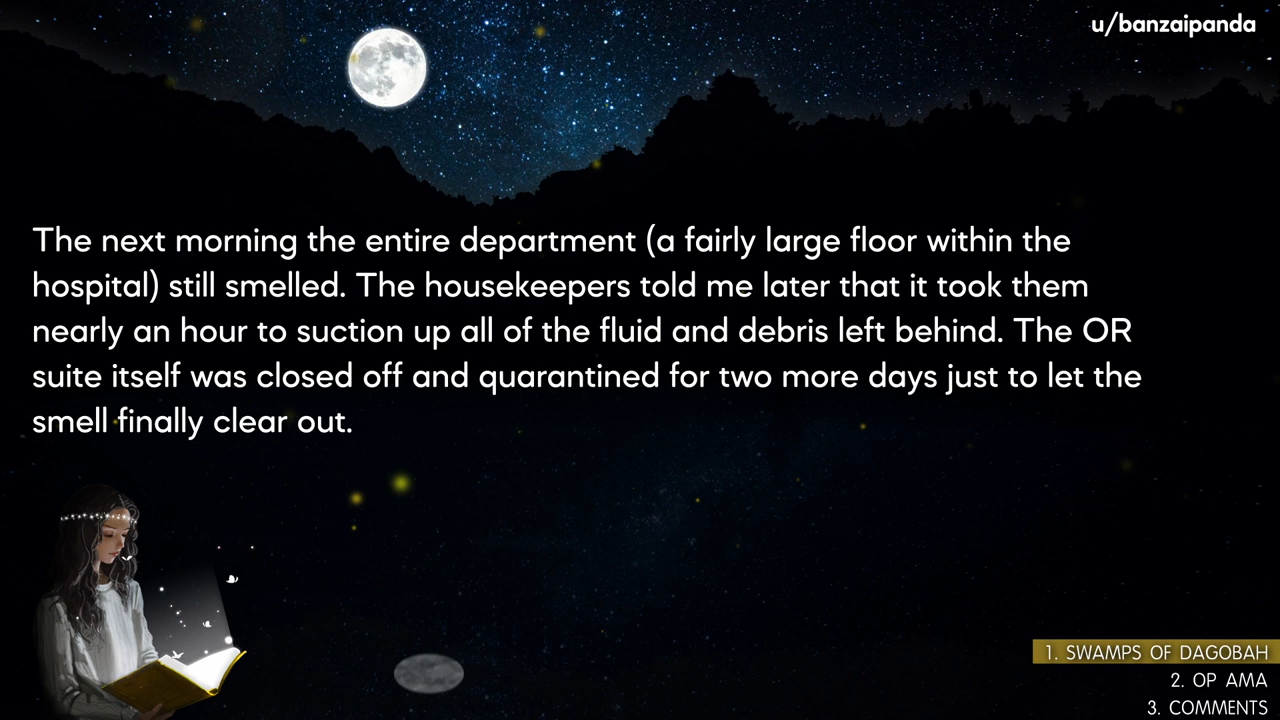 u/banzaipanda
The next morning the entire department (a fairly large floor within the
hospital) still smelled. The housekeepers told me later that it took them
nearly an hour to suction up all of the fluid and debris left behind. The OR
suite itself was closed off and quarantined for two more days just to let the
smell finally clear out.
1. SWAMPS OF DAGOBAH
2. OP AMA
3. COMMENTS